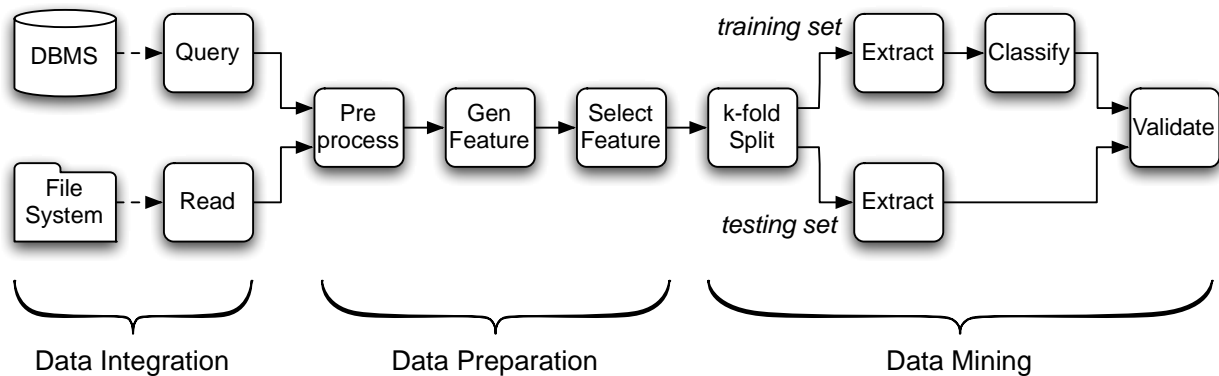 DBMS
Query
File
System
Read
Pre
process
Gen
Feature
Select
Feature
k-fold
Split
training set
Extract
Classify
testing set
Extract
Validate
Data Integration
Data Preparation
Data Mining